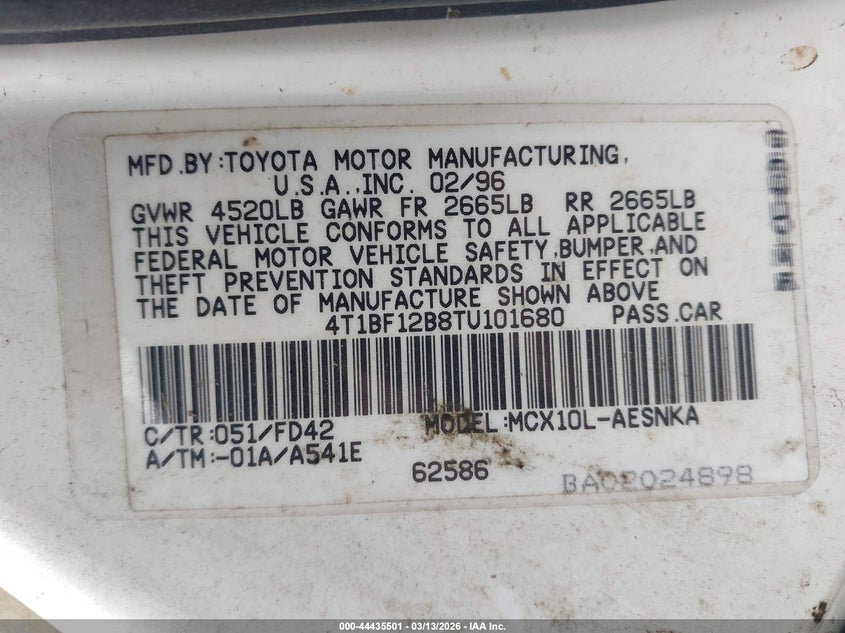 MFD.BY:TOYOTA MOTOR MANUFACTURING,
U.S.A.,INC. 02/96
GVWR 4520LB GAWR FR 2665LB RR 2665LB
THIS VEHICLE CONFORMS TO ALL APPLICABLE
FEDERAL MOTOR VEHICLE SAFETY,BUMPER,AND
THEFT PREVENTION STANDARDS IN EFFECT ON
THE DATE OF MANUFACTURE SHOWN ABOVE
4T1BF12B8TU101680 PASS.CAR
C/TR:051/FD42 MODEL:MCX10L-AESNKA
A/TM:-01A/A541E
62586 BA02024898
000-44435501 — 03/13/2026 — IAA Inc.